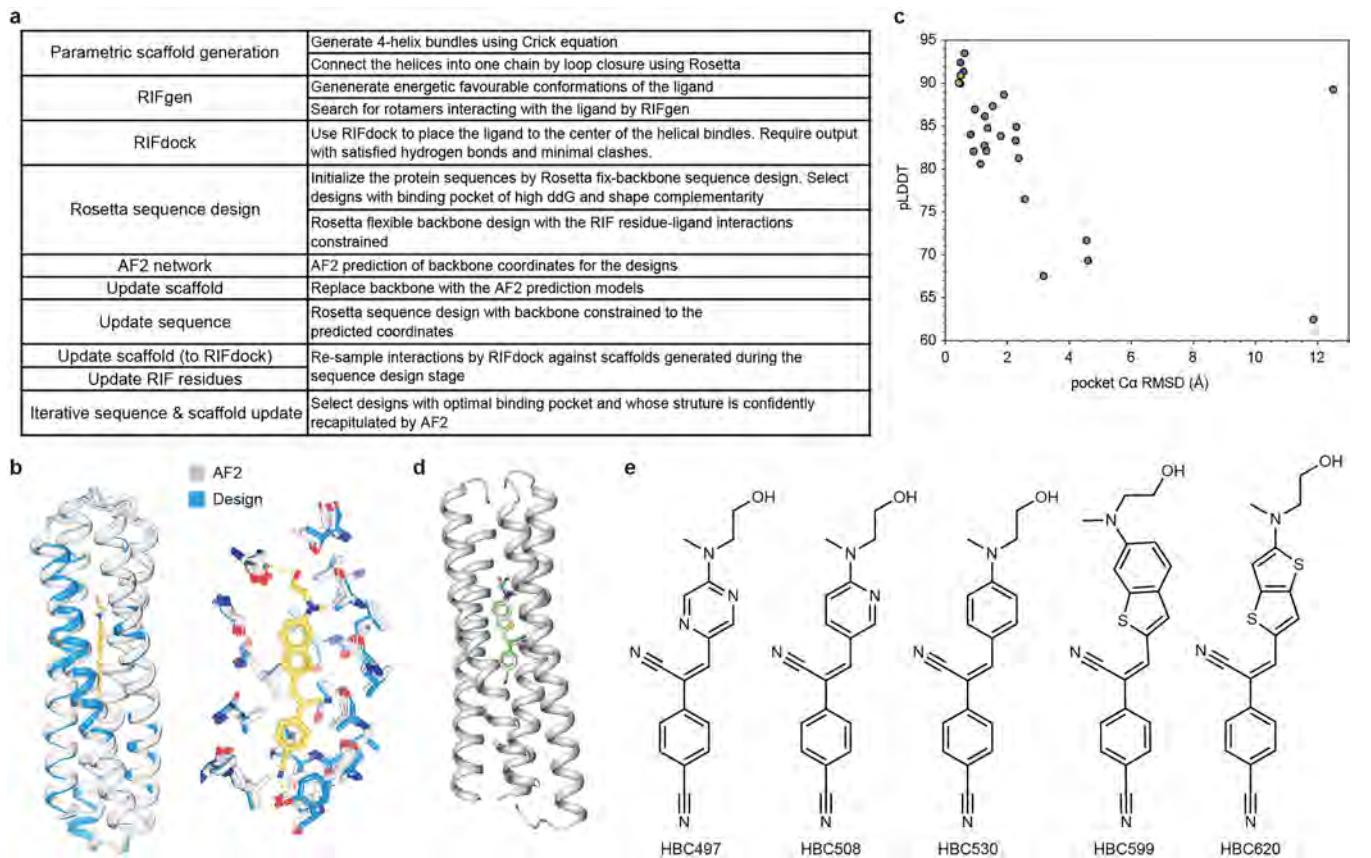 a
Parametric scaffold generation
Generate 4-helix bundles using Crick equation
Connect the helices into one chain by loop closure using Rosetta
RIFgen
Genenerate energetic favourable conformations of the ligand
Search for rotamers interacting with the ligand by RIFgen
RIFdock
Use RIFdock to place the ligand to the center of the helical bindles. Require output
with satisfied hydrogen bonds and minimal clashes.
Rosetta sequence design
Initialize the protein sequences by Rosetta fix-backbone sequence design. Select
designs with binding pocket of high ddG and shape complementarity
Rosetta flexible backbone design with the RIF residue-ligand interactions
constrained
AF2 network
AF2 prediction of backbone coordinates for the designs
Update scaffold
Replace backbone with the AF2 prediction models
Update sequence
Rosetta sequence design with backbone constrained to the
predicted coordinates
Update scaffold (to RIFdock)
Update RIF residues
Re-sample interactions by RIFdock against scaffolds generated during the
sequence design stage
Iterative sequence & scaffold update
Select designs with optimal binding pocket and whose struture is confidently
recapitulated by AF2
c
95
90
85
80
75
70
65
60
pLDDT
0 2 4 6 8 10 12
pocket Cα RMSD (Å)
b
AF2
Design
d
e
OH
N
N
N
N
N
HBC497
OH
N
N
N
N
HBC508
OH
N
N
N
HBC530
OH
N
S
N
N
HBC599
OH
N
S
S
N
N
HBC620